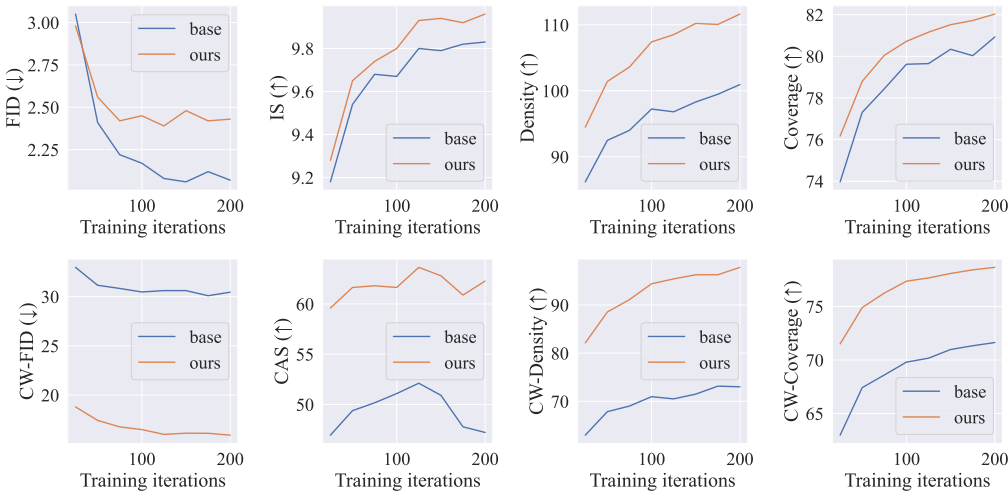 FID (↓)
3.00
2.75
2.50
2.25
base
ours
100
200
Training iterations
IS (↑)
9.8
9.6
9.4
9.2
base
ours
100
200
Training iterations
Density (↑)
110
100
90
base
ours
100
200
Training iterations
Coverage (↑)
82
80
78
76
74
base
ours
100
200
Training iterations
CW-FID (↓)
30
25
20
base
ours
100
200
Training iterations
CAS (↑)
60
55
50
base
ours
100
200
Training iterations
CW-Density (↑)
90
80
70
base
ours
100
200
Training iterations
CW-Coverage (↑)
75
70
65
base
ours
100
200
Training iterations